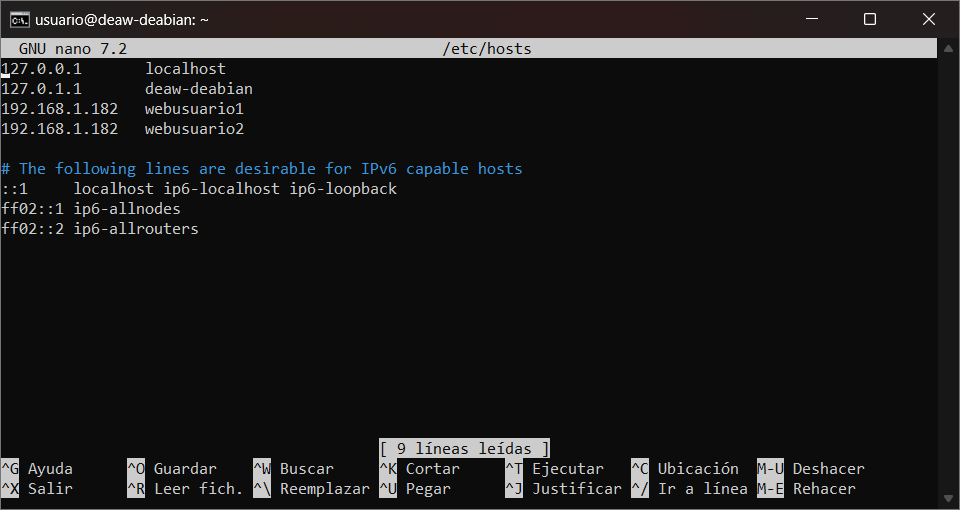 usuario@deaw-deabian: ~
GNU nano 7.2 /etc/hosts
127.0.0.1 localhost
127.0.1.1 deaw-deabian
192.168.1.182 webusuario1
192.168.1.182 webusuario2
# The following lines are desirable for IPv6 capable hosts
::1 localhost ip6-localhost ip6-loopback
ff02::1 ip6-allnodes
ff02::2 ip6-allrouters
[ 9 líneas leídas ]
^G Ayuda ^O Guardar ^W Buscar ^K Cortar ^T Ejecutar ^C Ubicación M-U Deshacer
^X Salir ^R Leer fich. ^\ Reemplazar ^U Pegar ^J Justificar ^/ Ir a línea M-E Rehacer